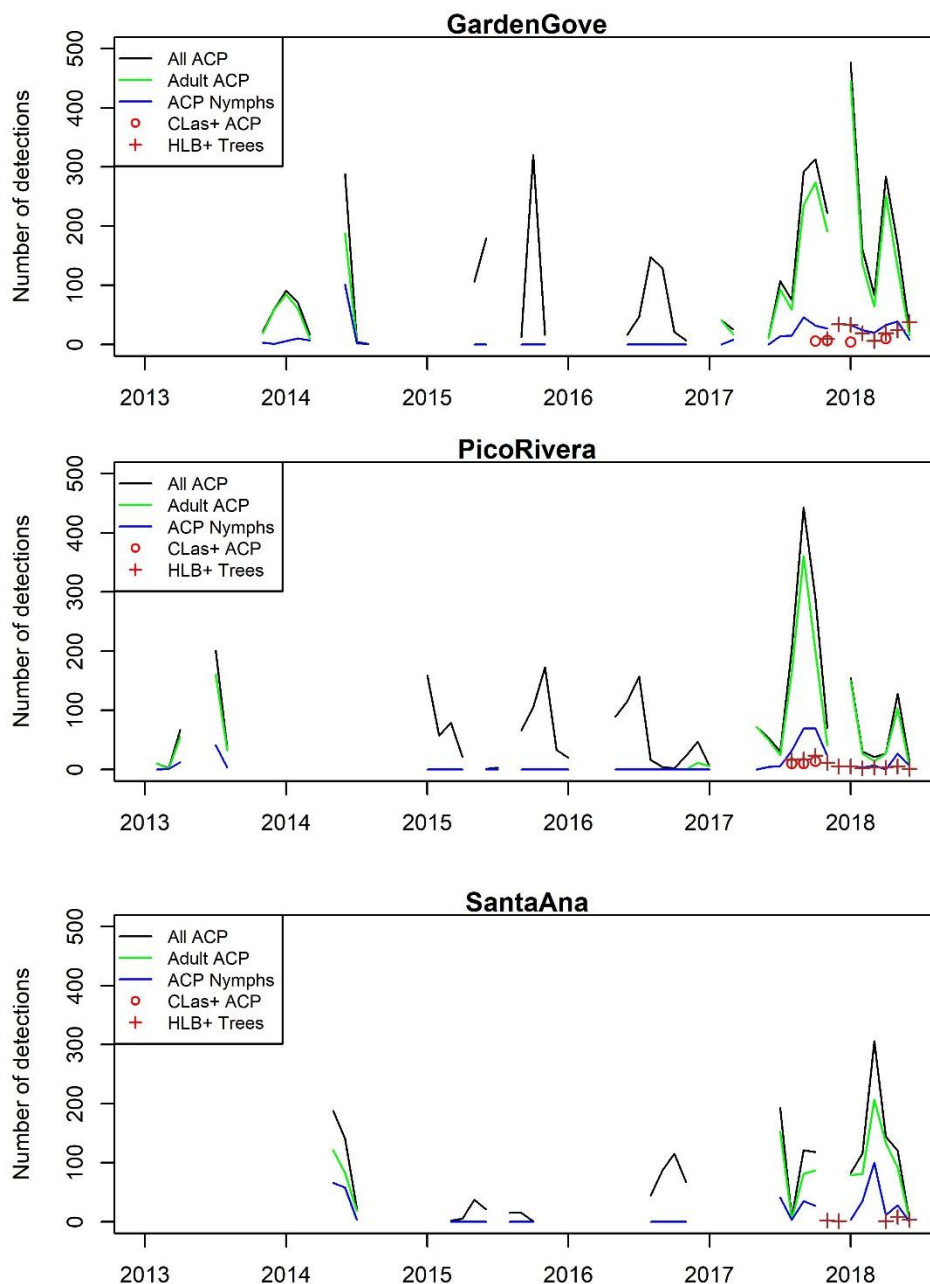 GardenGove
Number of detections
500
400
300
200
100
0
All ACP
Adult ACP
ACP Nymphs
CLas+ ACP
HLB+ Trees
2013 2014 2015 2016 2017 2018
PicoRivera
Number of detections
500
400
300
200
100
0
All ACP
Adult ACP
ACP Nymphs
CLas+ ACP
HLB+ Trees
2013 2014 2015 2016 2017 2018
SantaAna
Number of detections
500
400
300
200
100
0
All ACP
Adult ACP
ACP Nymphs
CLas+ ACP
HLB+ Trees
2013 2014 2015 2016 2017 2018